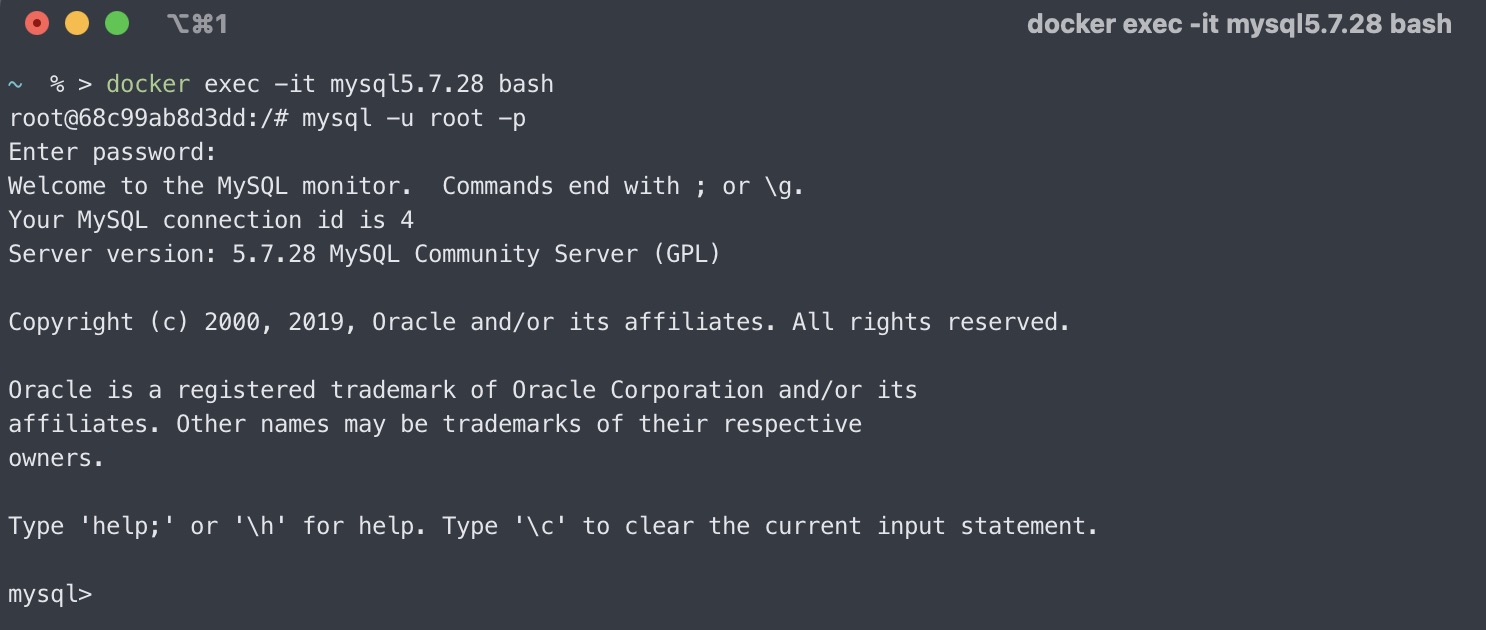 ⌥⌘1
docker exec -it mysql5.7.28 bash
~ % > docker exec -it mysql5.7.28 bash
root@68c99ab8d3dd:/# mysql -u root -p
Enter password:
Welcome to the MySQL monitor.  Commands end with ; or \g.
Your MySQL connection id is 4
Server version: 5.7.28 MySQL Community Server (GPL)
Copyright (c) 2000, 2019, Oracle and/or its affiliates. All rights reserved.
Oracle is a registered trademark of Oracle Corporation and/or its
affiliates. Other names may be trademarks of their respective
owners.
Type 'help;' or '\h' for help. Type '\c' to clear the current input statement.
mysql>